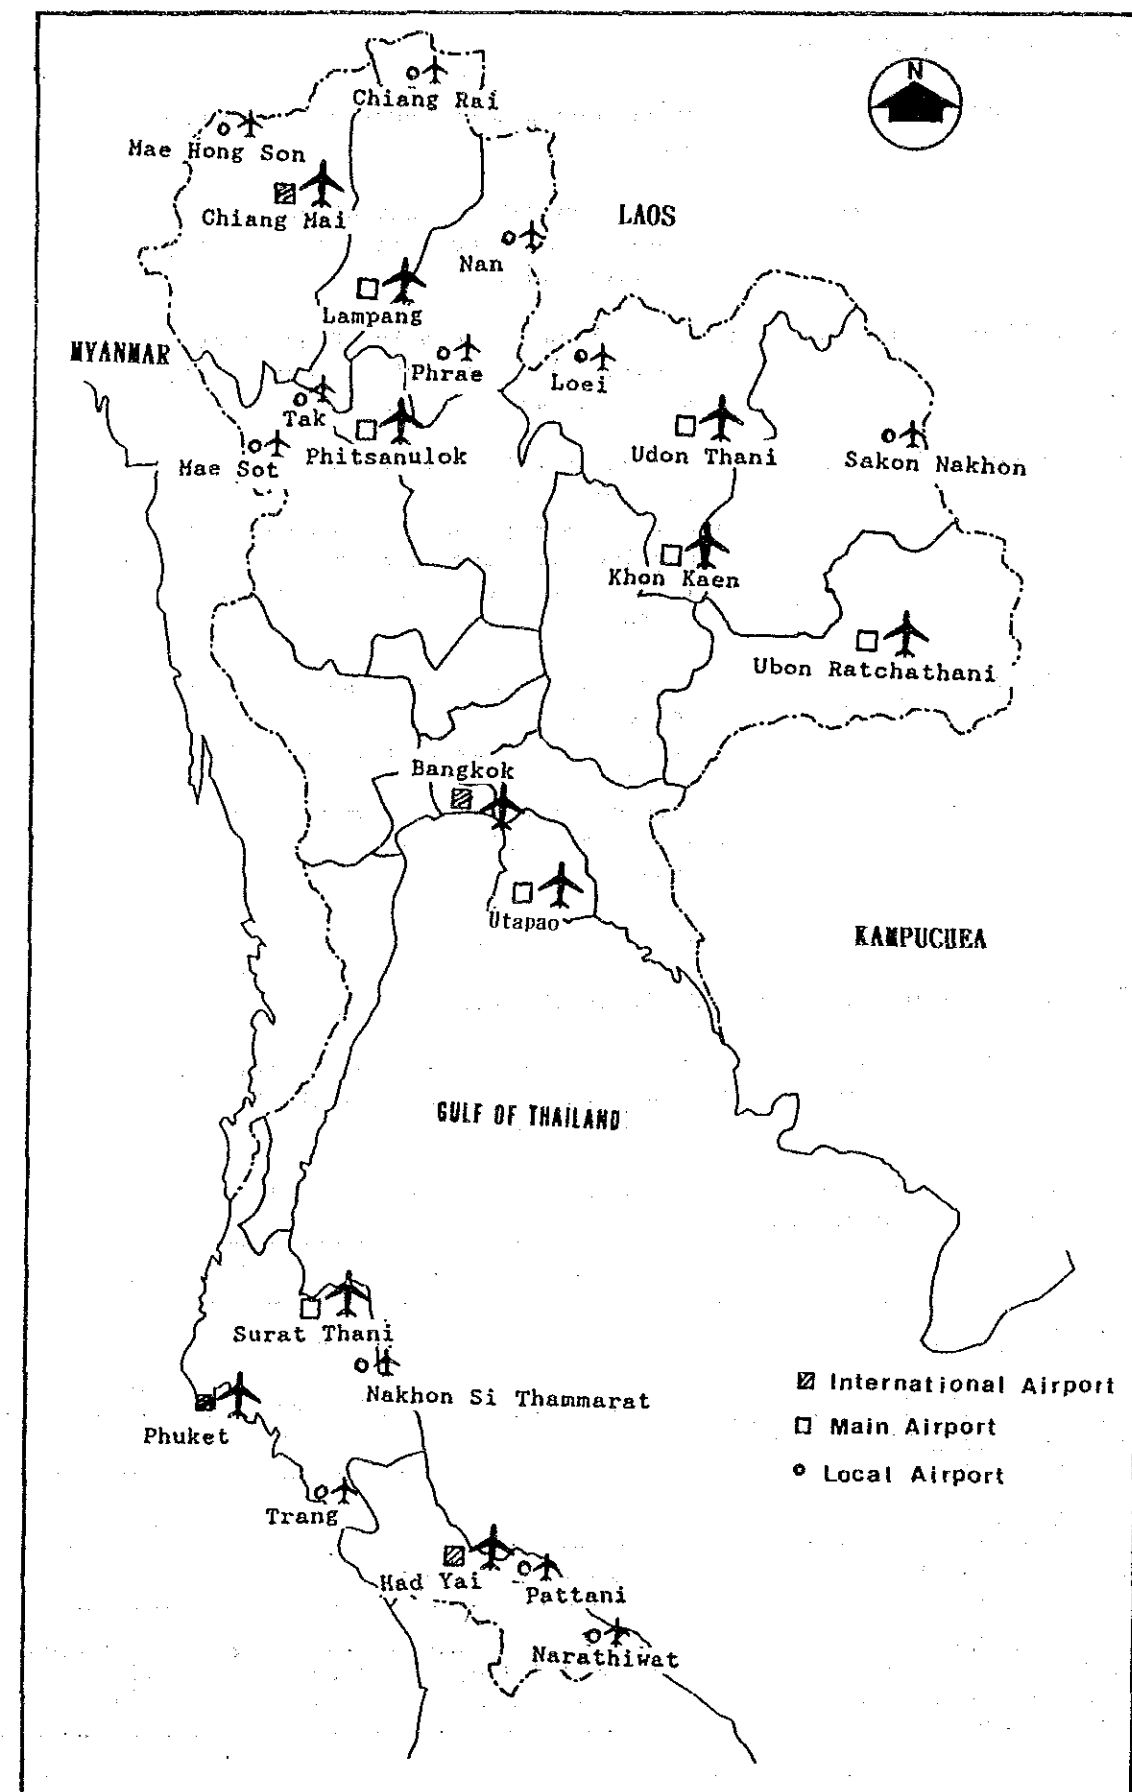 N
Chiang Rai
Mae Hong Son
Chiang Mai
LAOS
Nan
Lampang
MYANMAR
Phrae
Loei
Tak
Phitsanulok
Udon Thani
Sakon Nakhon
Mae Sot
Khon Kaen
Ubon Ratchathani
Bangkok
Utapao
KAMPUCHEA
GULF OF THAILAND
Surat Thani
Nakhon Si Thammarat
International Airport
Main Airport
Local Airport
Phuket
Trang
Had Yai
Pattani
Narathiwat